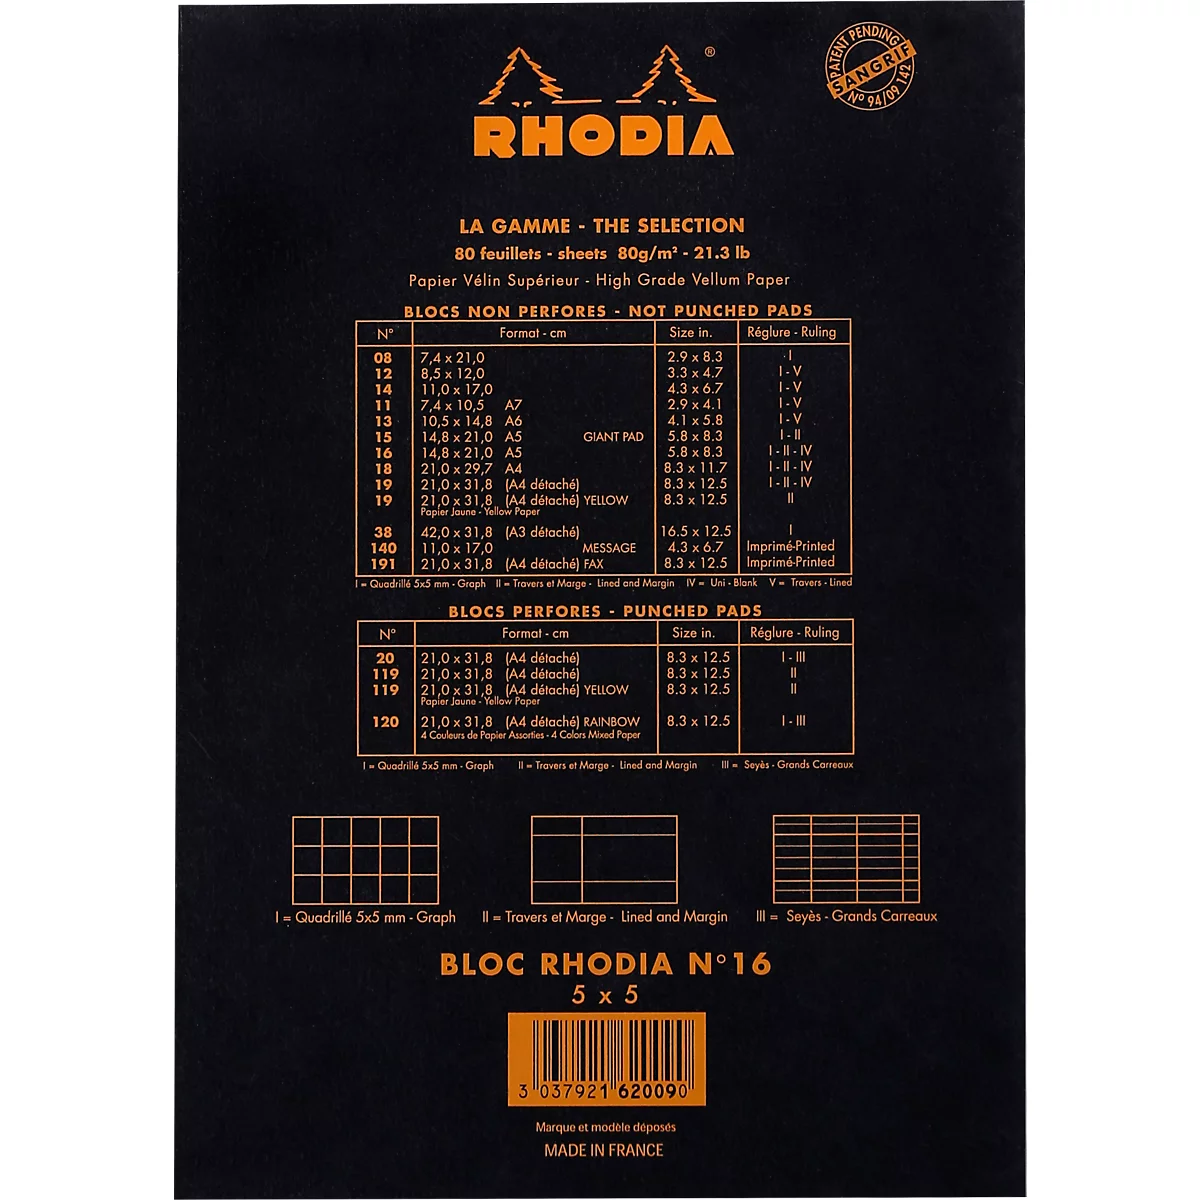 PATENT PENDING
SANGRIF
N° 94/09 142
®
RHODIA
LA GAMME - THE SELECTION
80 feuillets - sheets 80g/m² - 21.3 lb
Papier Vélin Supérieur - High Grade Vellum Paper
BLOCS NON PERFORES - NOT PUNCHED PADS
N° Format - cm Size in. Réglure - Ruling
08 7,4 x 21,0 2.9 x 8.3 I
12 8,5 x 12,0 3.3 x 4.7 I - V
14 11,0 x 17,0 4.3 x 6.7 I - V
11 7,4 x 10,5 A7 2.9 x 4.1 I - V
13 10,5 x 14,8 A6 4.1 x 5.8 I - V
15 14,8 x 21,0 A5 GIANT PAD 5.8 x 8.3 I - II
16 14,8 x 21,0 A5 5.8 x 8.3 I - II - IV
18 21,0 x 29,7 A4 8.3 x 11.7 I - II - IV
19 21,0 x 31,8 (A4 détaché) 8.3 x 12.5 I - II - IV
19 21,0 x 31,8 (A4 détaché) YELLOW 8.3 x 12.5 II
Papier Jaune - Yellow Paper
38 42,0 x 31,8 (A3 détaché) 16.5 x 12.5 I
140 11,0 x 17,0 MESSAGE 4.3 x 6.7 Imprimé-Printed
191 21,0 x 31,8 (A4 détaché) FAX 8.3 x 12.5 Imprimé-Printed
I = Quadrillé 5x5 mm - Graph II = Travers et Marge - Lined and Margin IV = Uni - Blank V = Travers - Lined
BLOCS PERFORES - PUNCHED PADS
N° Format - cm Size in. Réglure - Ruling
20 21,0 x 31,8 (A4 détaché) 8.3 x 12.5 I - III
119 21,0 x 31,8 (A4 détaché) 8.3 x 12.5 II
119 21,0 x 31,8 (A4 détaché) YELLOW 8.3 x 12.5 II
Papier Jaune - Yellow Paper
120 21,0 x 31,8 (A4 détaché) RAINBOW 8.3 x 12.5 I - III
4 Couleurs de Papier Assorties - 4 Colors Mixed Paper
I = Quadrillé 5x5 mm - Graph II = Travers et Marge - Lined and Margin III = Seyès - Grands Carreaux
I = Quadrillé 5x5 mm - Graph II = Travers et Marge - Lined and Margin III = Seyès - Grands Carreaux
BLOC RHODIA N° 16
5 x 5
3 037921 620090
Marque et modèle déposés
MADE IN FRANCE